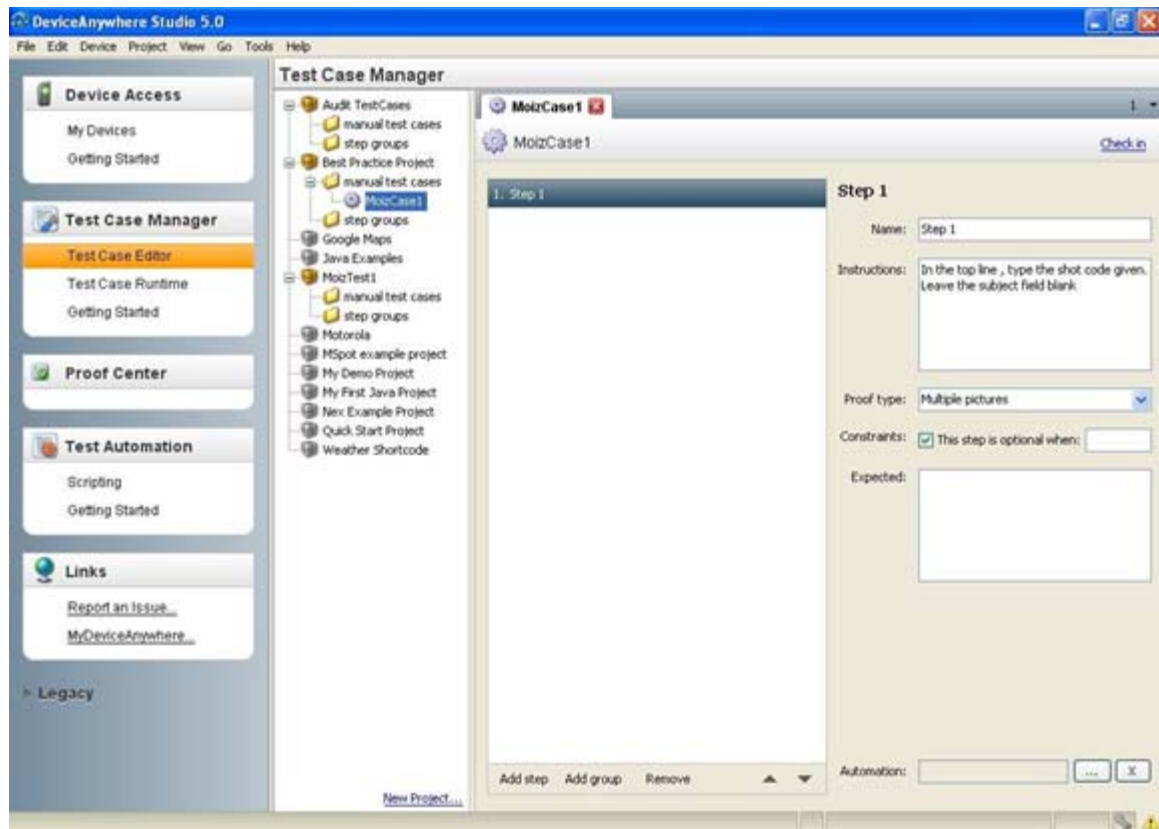 DeviceAnywhere Studio 5.0
File Edit Device Project View Go Tools Help
Device Access
My Devices
Getting Started
Test Case Manager
Test Case Editor
Test Case Runtime
Getting Started
Proof Center
Test Automation
Scripting
Getting Started
Links
Report an Issue...
MyDeviceAnywhere...
Legacy
Test Case Manager
Audit TestCases
manual test cases
step groups
Best Practice Project
manual test cases
MoizCase1
step groups
Google Maps
Java Examples
MoizTest1
manual test cases
step groups
Motorola
MSpot example project
My Demo Project
My First Java Project
Nex Example Project
Quick Start Project
Weather Shortcode
New Project....
MoizCase1
1
MoizCase1
Check in
1. Step 1
Add step Add group Remove
Step 1
Name: Step 1
Instructions: In the top line , type the shot code given.
Leave the subject field blank
Proof type: Multiple pictures
Constraints: This step is optional when:
Expected:
Automation: ... X